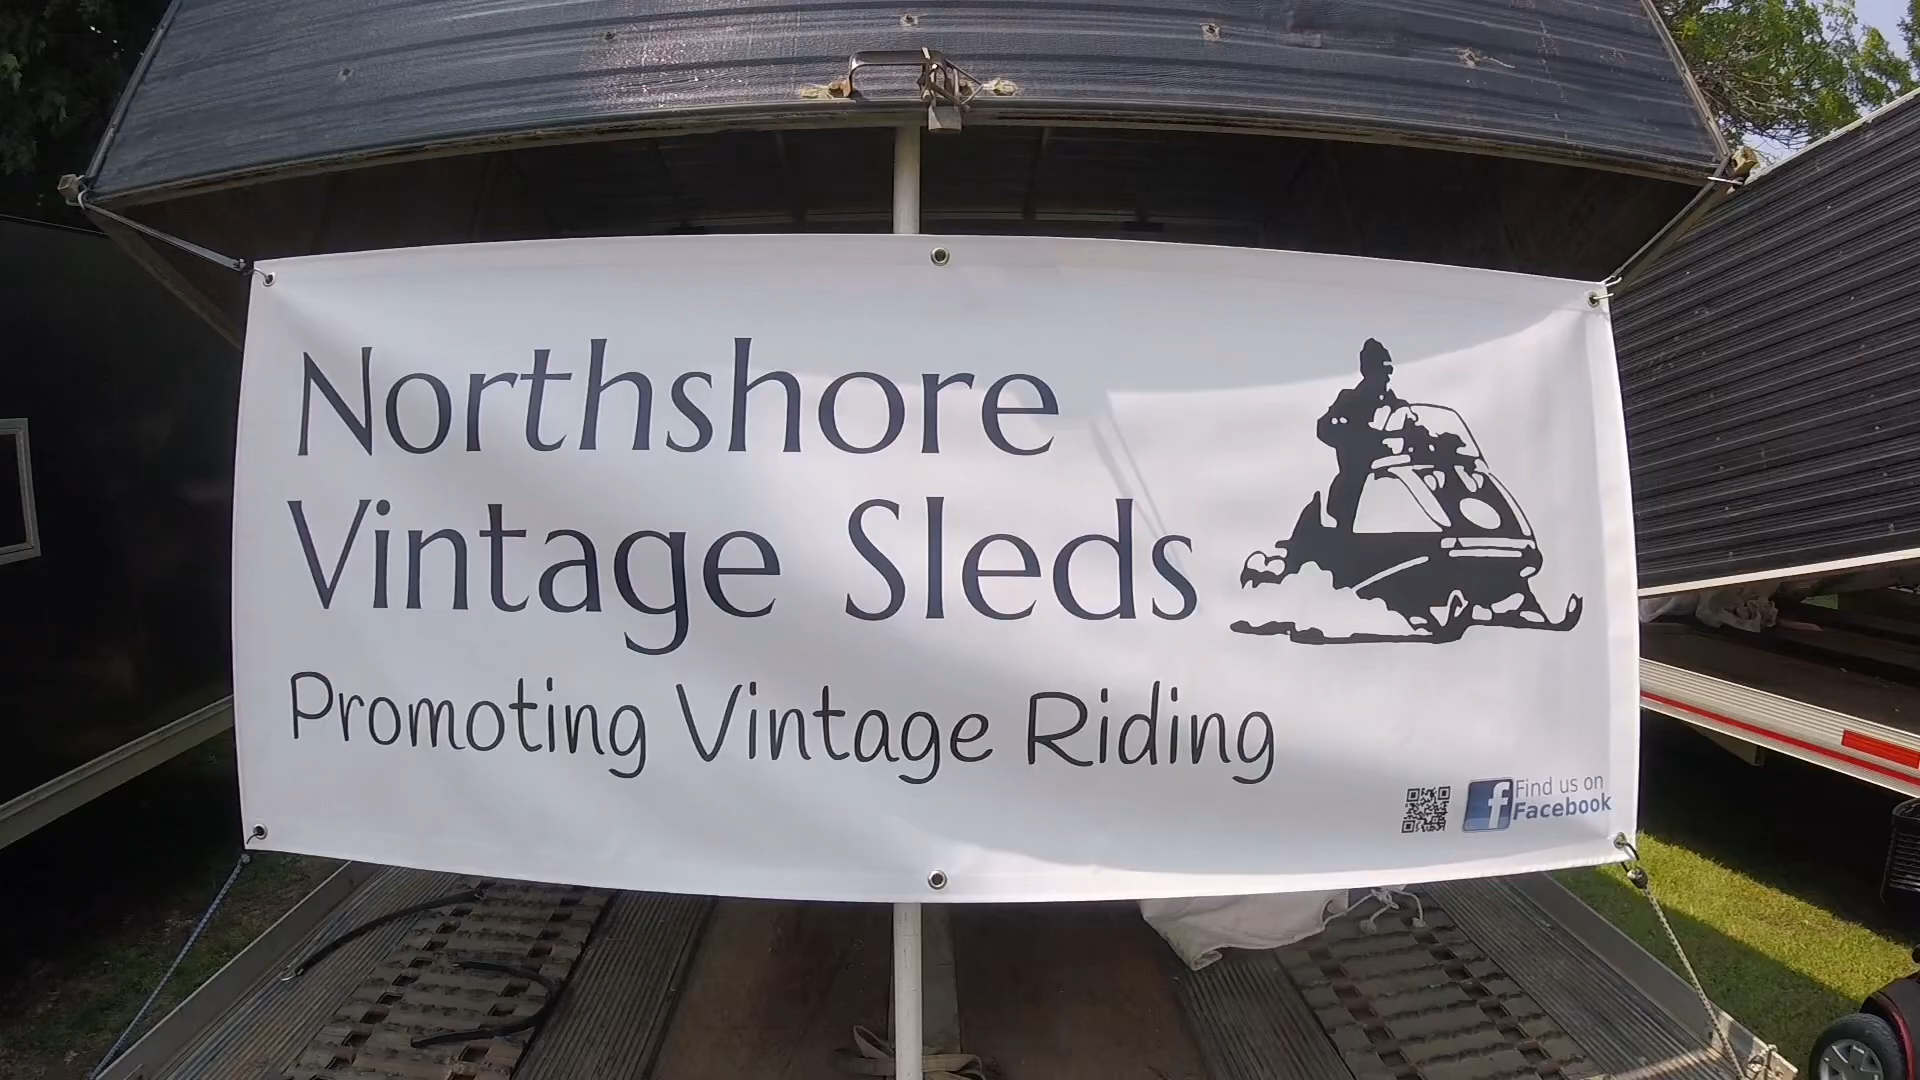 Northshore
Vintage Sleds
Promoting Vintage Riding
Find us on
Facebook